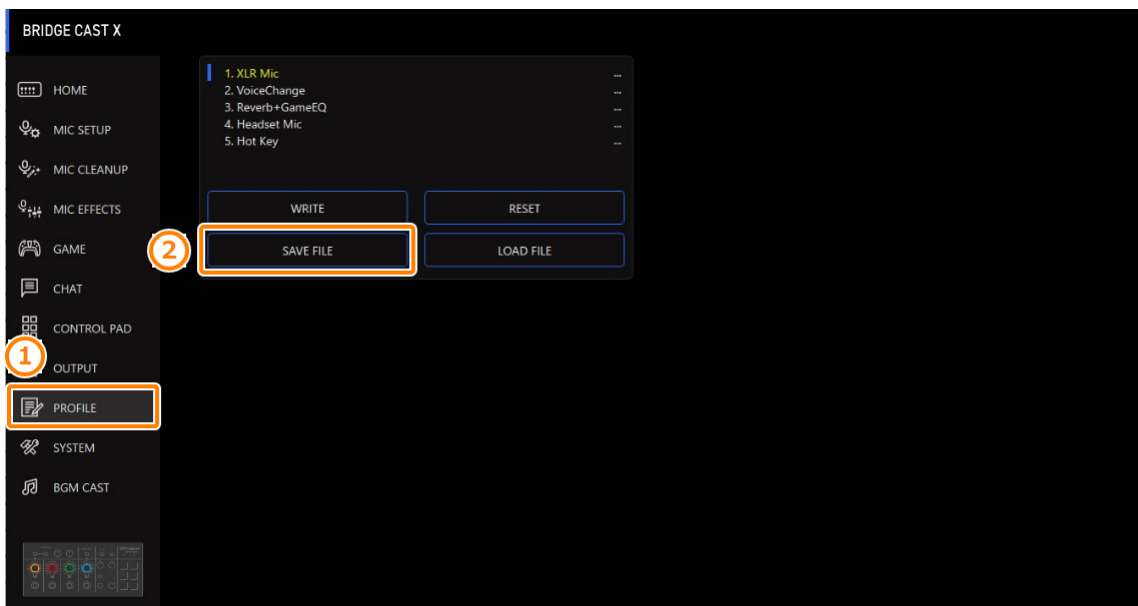 BRIDGE CAST X
HOME
MIC SETUP
MIC CLEANUP
MIC EFFECTS
GAME
CHAT
CONTROL PAD
1
OUTPUT
PROFILE
SYSTEM
BGM CAST
1. XLR Mic ...
2. VoiceChange ...
3. Reverb+GameEQ ...
4. Headset Mic ...
5. Hot Key ...
WRITE RESET
2 SAVE FILE LOAD FILE